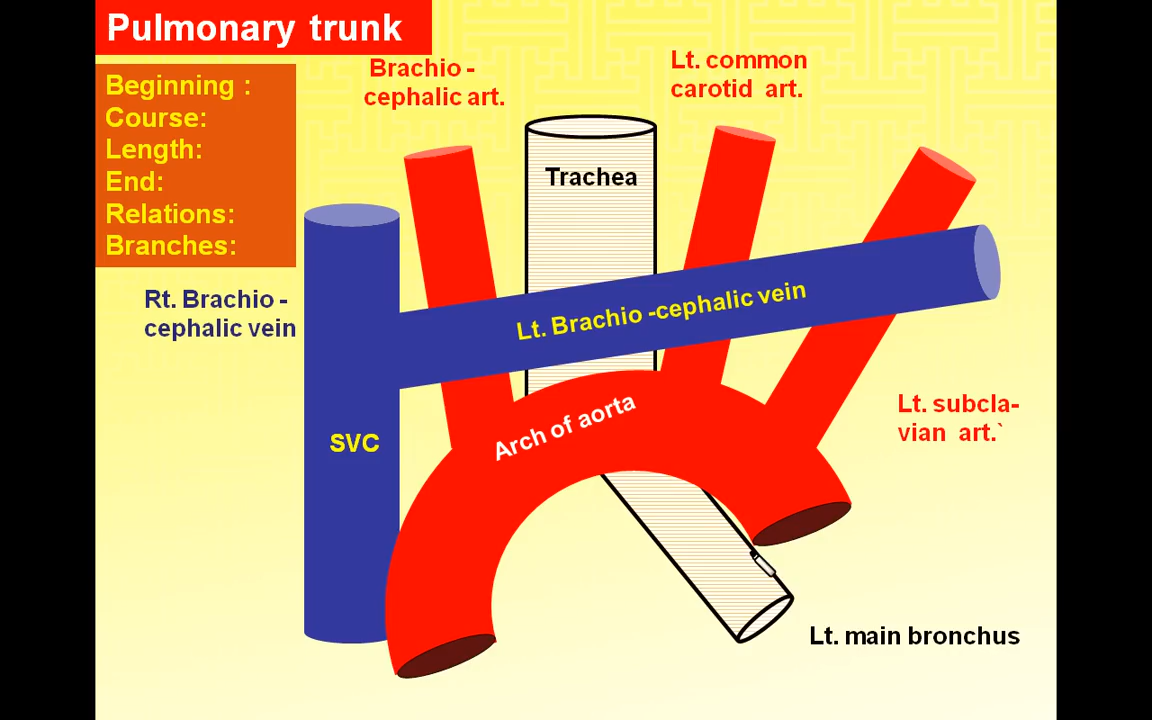 Pulmonary trunk
Beginning :
Course:
Length:
End:
Relations:
Branches:
Brachio -
cephalic art.
Lt. common
carotid art.
Trachea
Rt. Brachio -
cephalic vein
Lt. Brachio -cephalic vein
Arch of aorta
SVC
Lt. subcla-
vian art.`
Lt. main bronchus